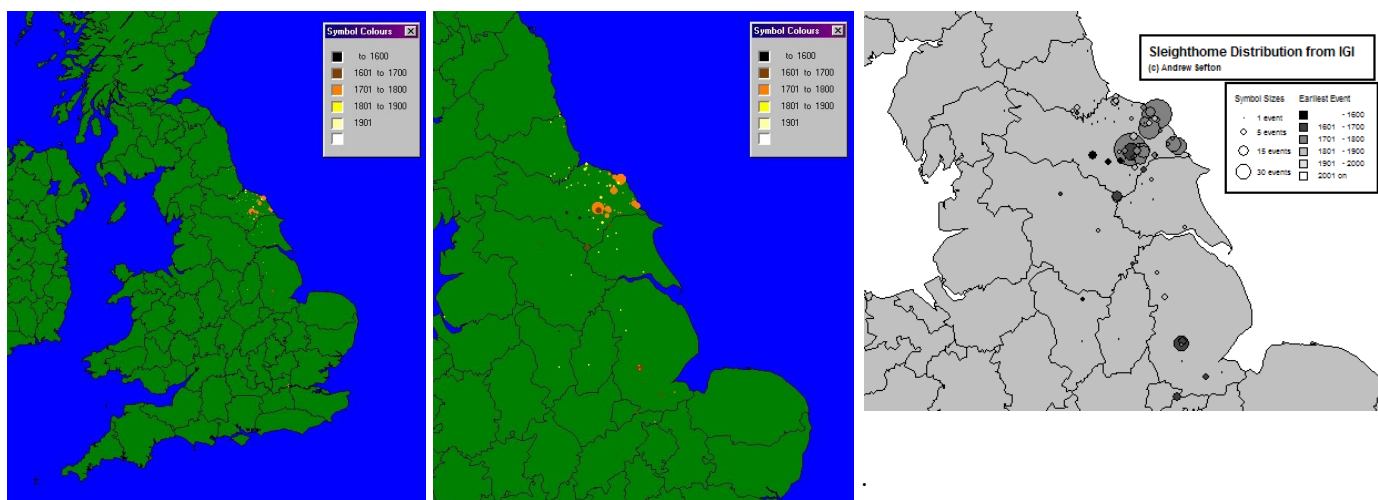 Symbol Colours
to 1600
1601 to 1700
1701 to 1800
1801 to 1900
1901
Symbol Colours
to 1600
1601 to 1700
1701 to 1800
1801 to 1900
1901
Sleighthome Distribution from IGI
(c) Andrew Sefton
Symbol Sizes Earliest Event
1 event - 1600
5 events 1601 - 1700
1701 - 1800
15 events 1801 - 1900
1901 - 2000
30 events 2001 on